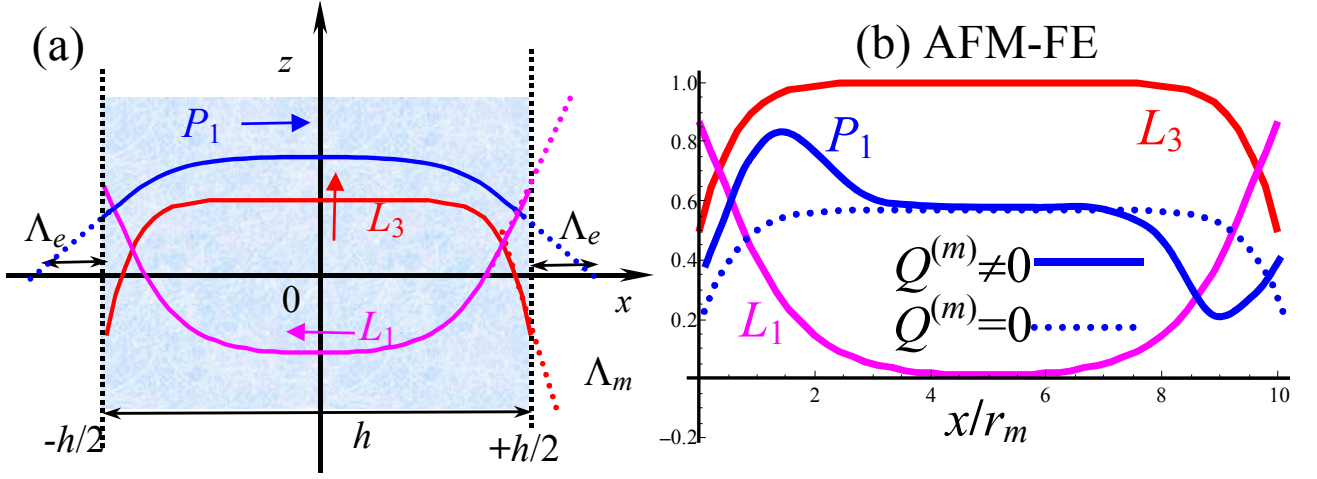 (a)
z
P₁
Λₑ
Λₑ
L₃
0
x
L₁
Λₘ
-h/2
h
+h/2
(b) AFM-FE
1.0
0.8
0.6
0.4
0.2
−0.2
P₁
L₃
L₁
Q⁽ᵐ⁾≠0
Q⁽ᵐ⁾=0
2 4 6 8 10
x/rₘ